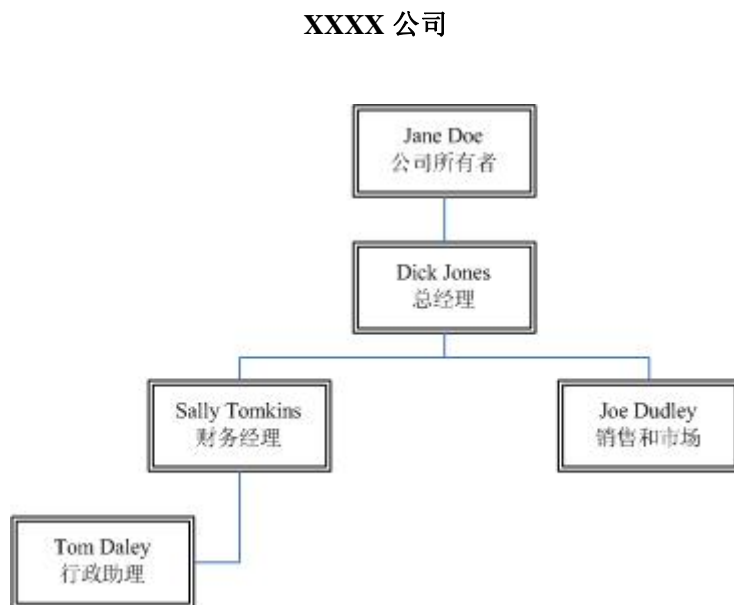 XXXX 公司
Jane Doe
公司所有者
Dick Jones
总经理
Sally Tomkins
财务经理
Joe Dudley
销售和市场
Tom Daley
行政助理